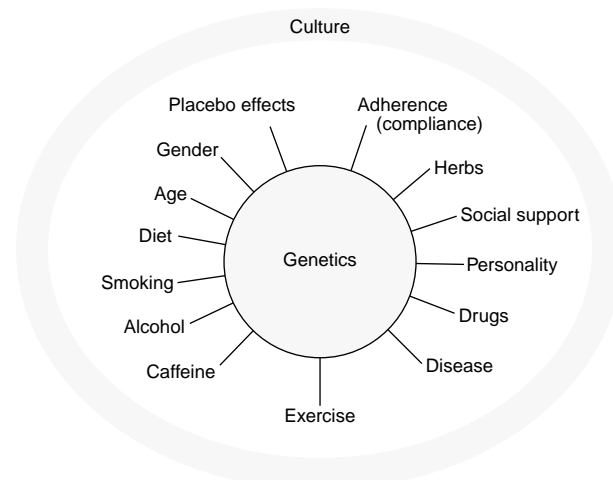 Culture
Placebo effects
Adherence
(compliance)
Gender
Herbs
Age
Social support
Diet
Genetics
Personality
Smoking
Drugs
Alcohol
Disease
Caffeine
Exercise